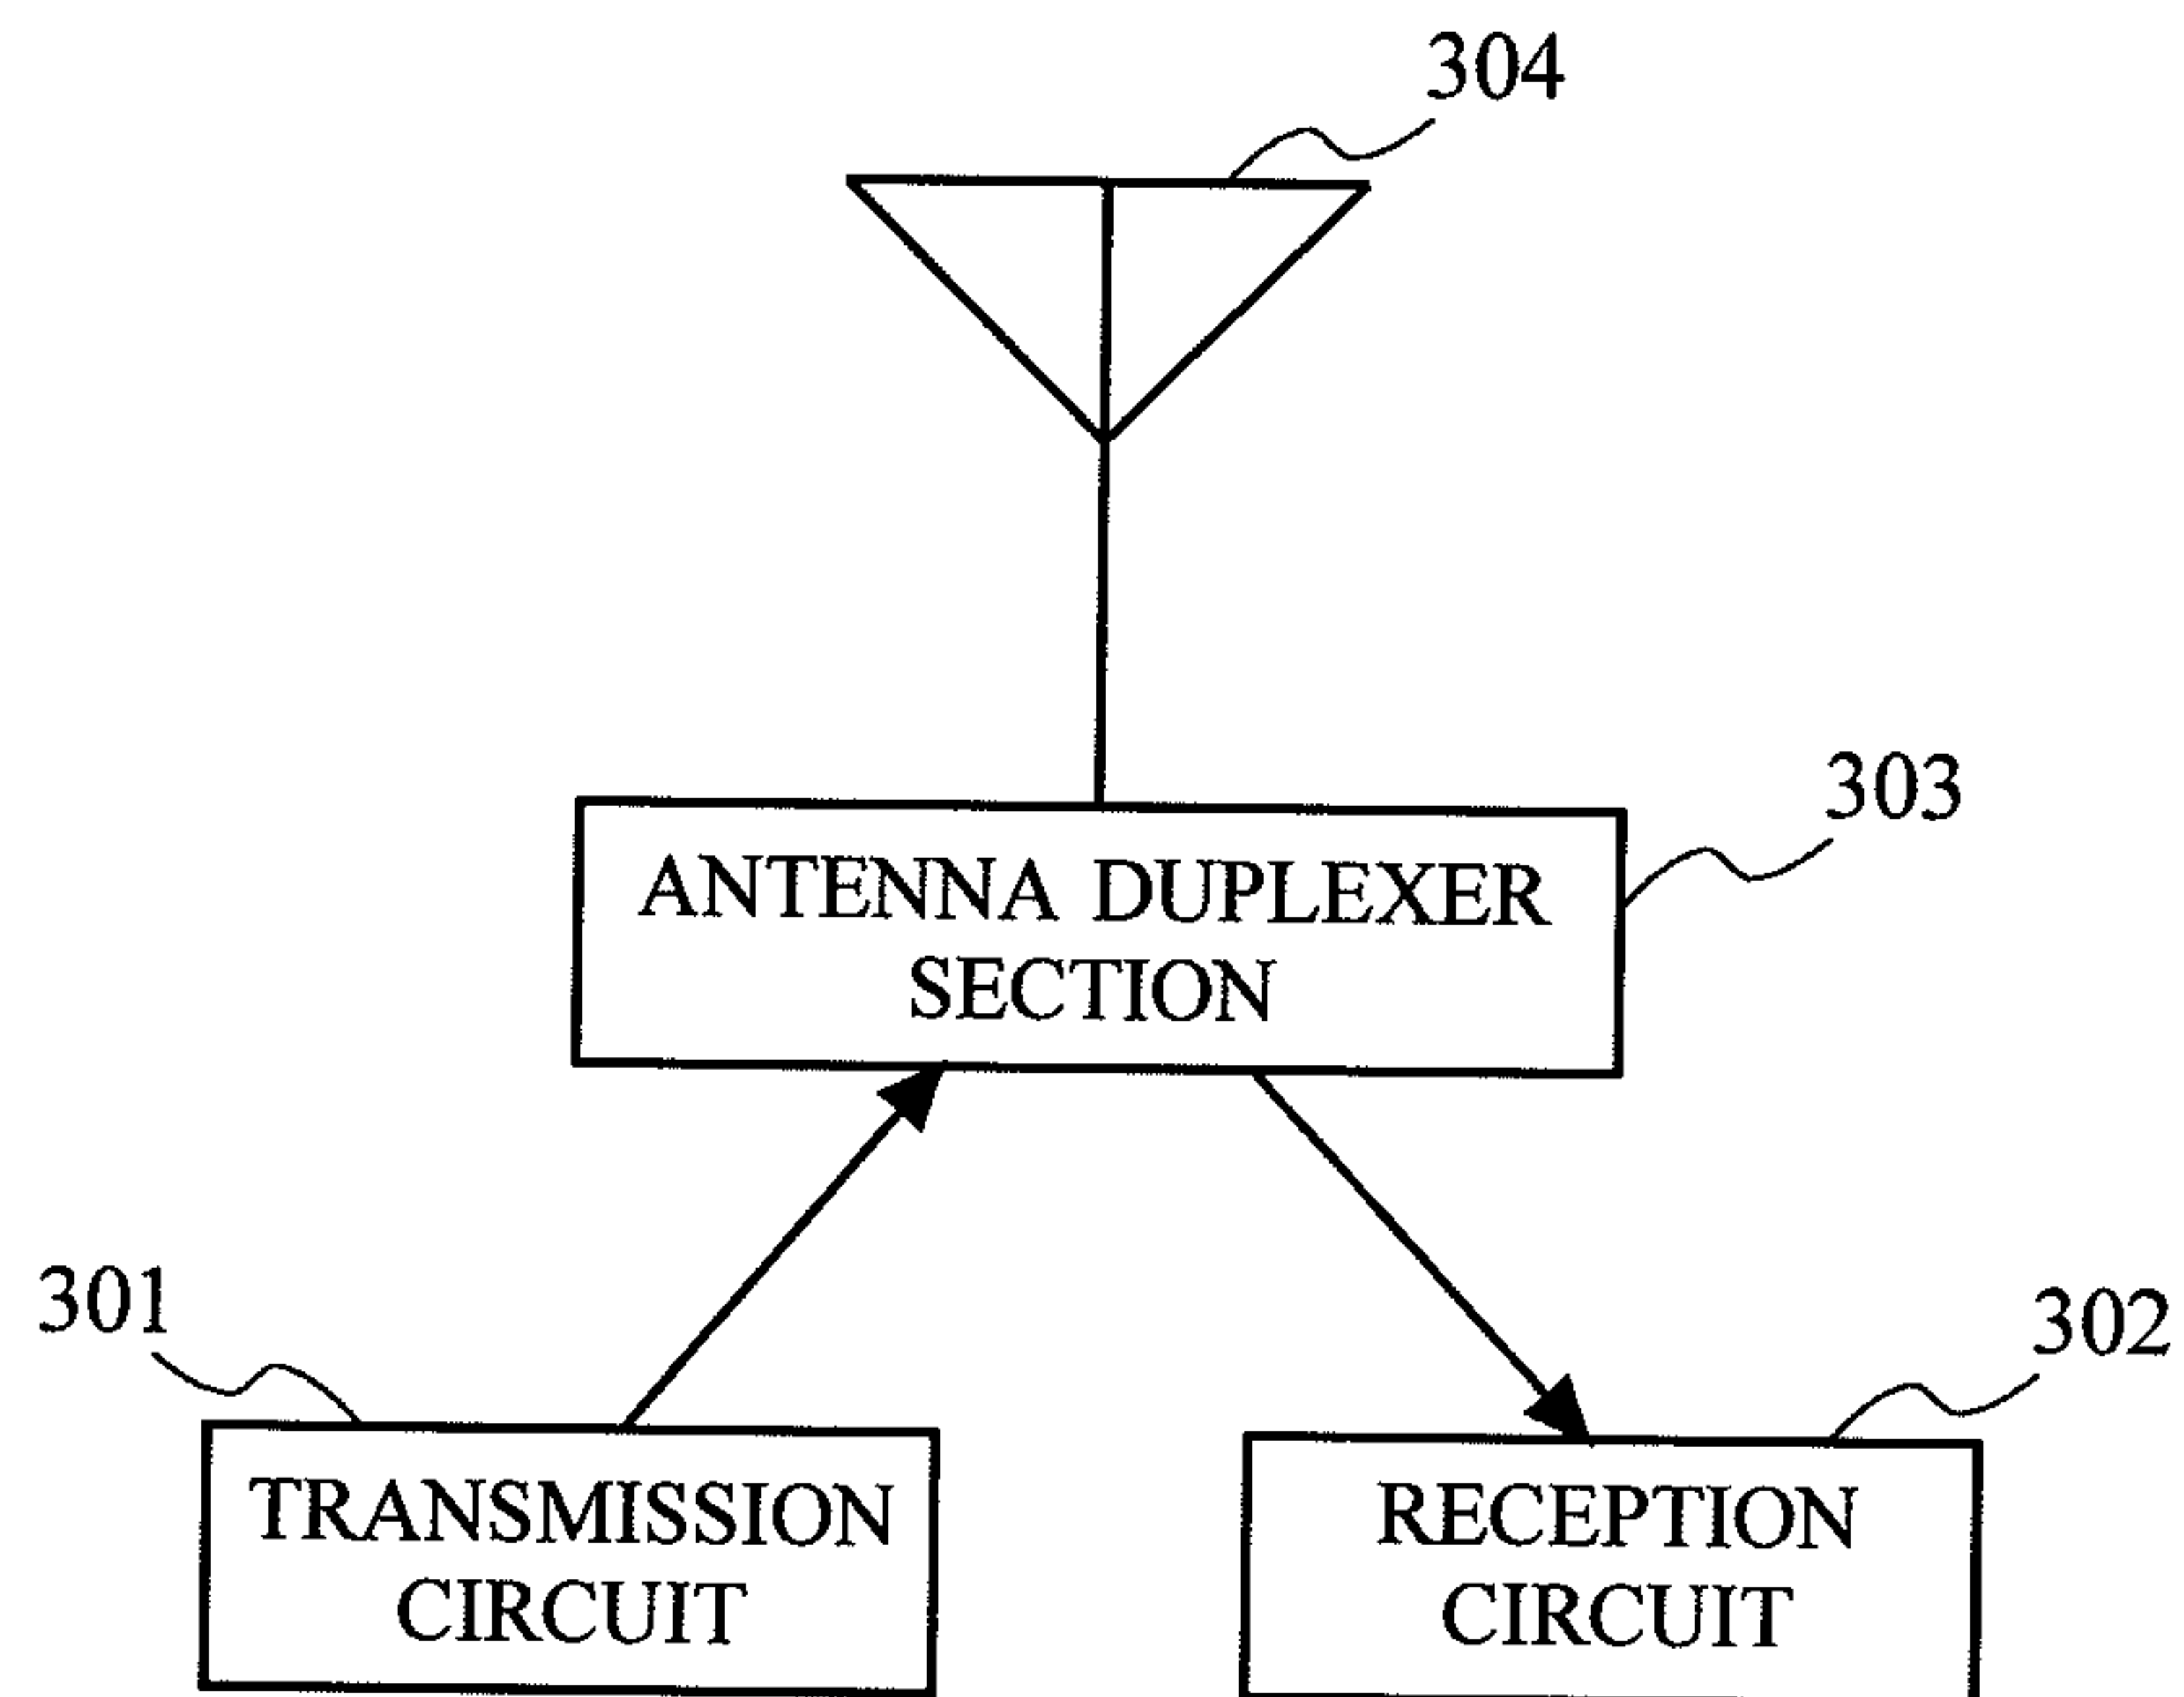 304
303
ANTENNA DUPLEXER
SECTION
301
302
TRANSMISSION
CIRCUIT
RECEPTION
CIRCUIT